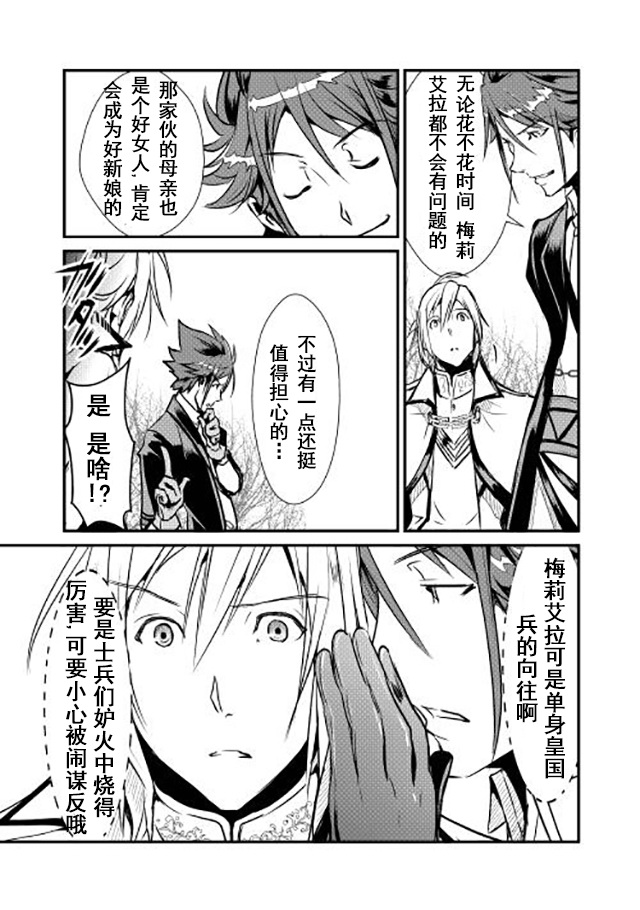 无论花不花时间 梅莉
艾拉都不会有问题的
那家伙的母亲也
是个好女人,肯定
会成为好新娘的
不过有一点还挺
值得担心的…
是 是啥
!?
梅莉艾拉可是单身皇国
兵的向往啊
要是士兵们妒火中烧得
厉害,可要小心被闹谋反哦